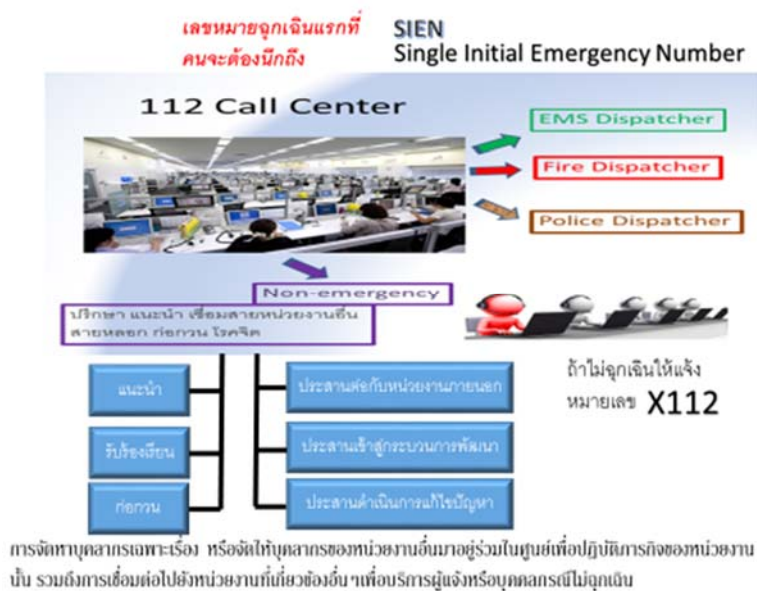 เลขหมายฉุกเฉินแรกที่
คนจะต้องนึกถึง
SIEN
Single Initial Emergency Number
112 Call Center
EMS Dispatcher
Fire Dispatcher
Police Dispatcher
Non-emergency
ปรึกษา แนะนำ เชื่อมสายหน่วยงานอื่น
สายหลอก ก่อกวน โรคจิต
แนะนำ
รับร้องเรียน
ก่อกวน
ประสานต่อกับหน่วยงานภายนอก
ประสานเข้าสู่กระบวนการพัฒนา
ประสานดำเนินการแก้ไขปัญหา
ถ้าไม่ฉุกเฉินให้แจ้ง
หมายเลข X112
การจัดหาบุคลากรเฉพาะเรื่อง หรือจัดให้บุคลากรของหน่วยงานอื่นมาอยู่ร่วมในศูนย์เพื่อปฏิบัติภารกิจของหน่วยงาน
นั้น รวมถึงการเชื่อมต่อไปยังหน่วยงานที่เกี่ยวข้องอื่นๆเพื่อบริการผู้แจ้งหรือบุคคลกรณีไม่ฉุกเฉิน